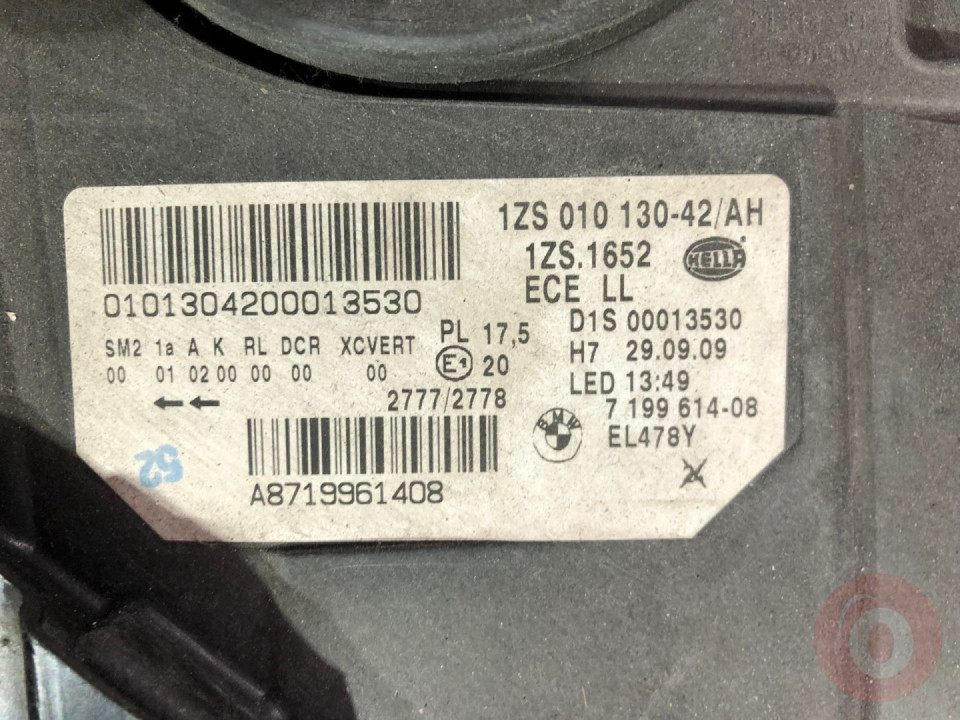 1ZS 010 130-42/AH
1ZS.1652 HELLA
ECE LL
0101304200013530
D1S 00013530
PL 17,5
H7 29.09.09
SM2 1a A K RL DCR XCVERT
E1 20
00 01 02 00 00 00 00
LED 13:49
2777/2778
7 199 614-08
BMW EL478Y
52
A8719961408